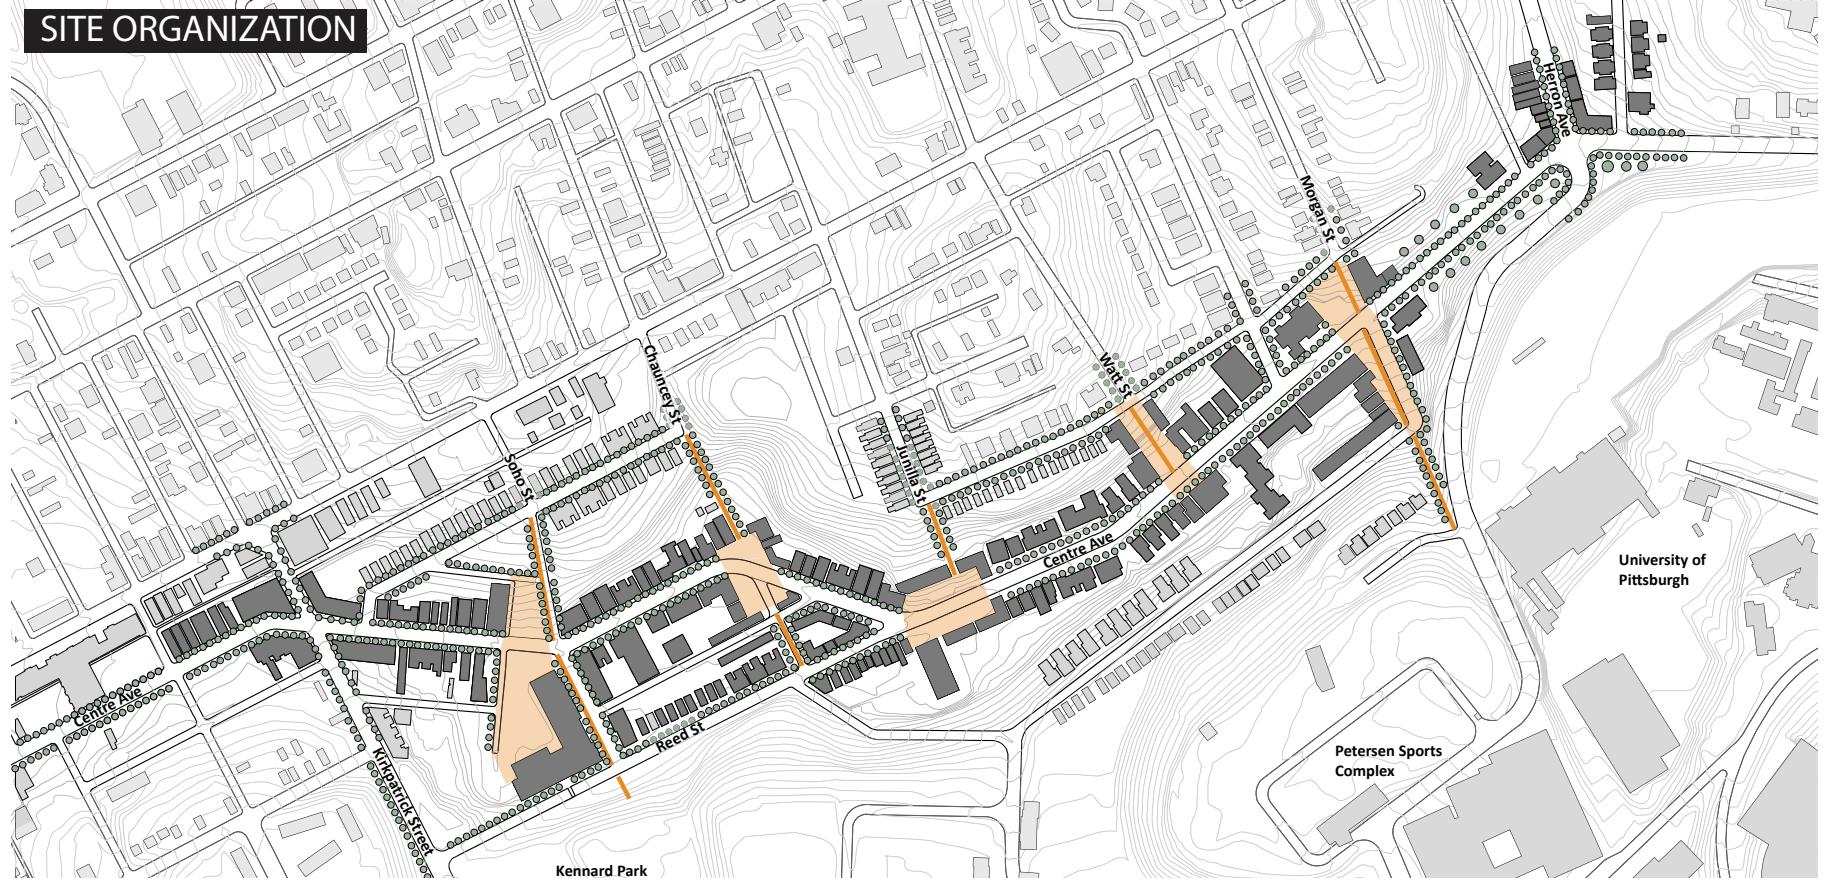 SITE ORGANIZATION
Herron Ave
Morgan St
Chauncey St
Watt St
Soho St
Junilla St
Centre Ave
University of
Pittsburgh
Centre Ave
Reed St
Kirkpatrick Street
Petersen Sports
Complex
Kennard Park